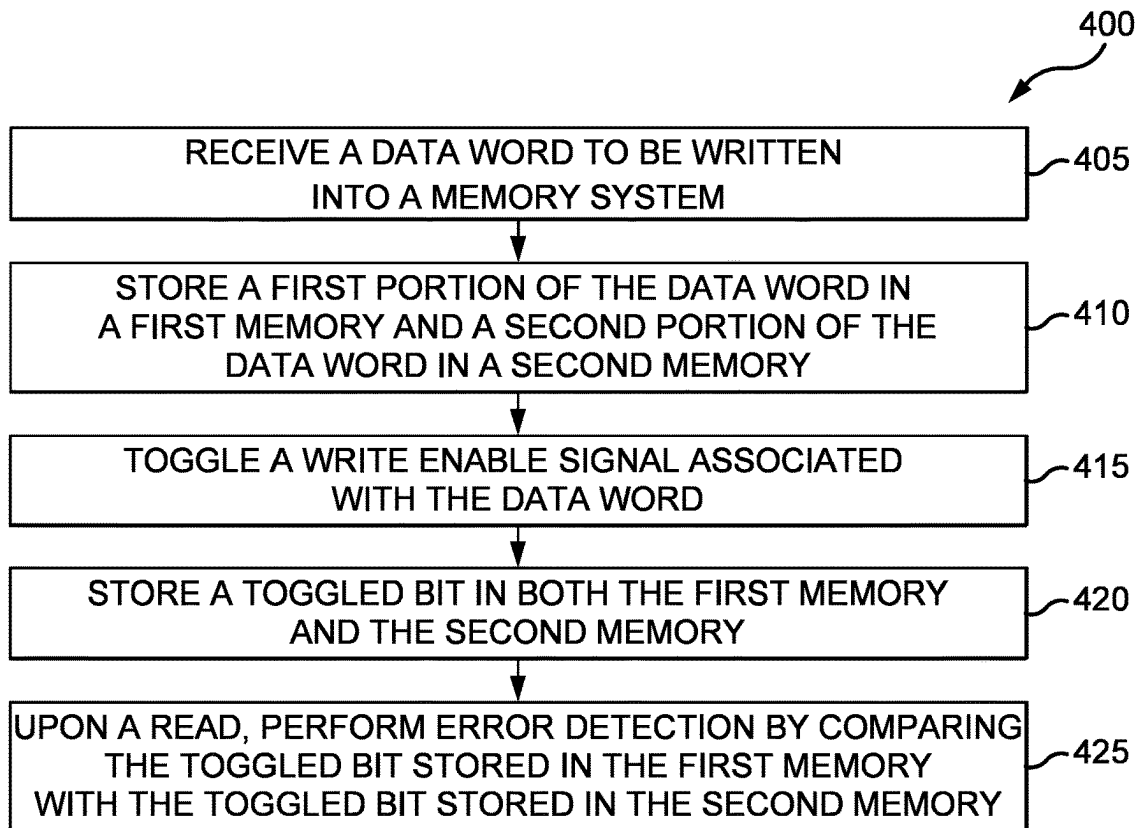 400
RECEIVE A DATA WORD TO BE WRITTEN
INTO A MEMORY SYSTEM
405
STORE A FIRST PORTION OF THE DATA WORD IN
A FIRST MEMORY AND A SECOND PORTION OF THE
DATA WORD IN A SECOND MEMORY
410
TOGGLE A WRITE ENABLE SIGNAL ASSOCIATED
WITH THE DATA WORD
415
STORE A TOGGLED BIT IN BOTH THE FIRST MEMORY
AND THE SECOND MEMORY
420
UPON A READ, PERFORM ERROR DETECTION BY COMPARING
THE TOGGLED BIT STORED IN THE FIRST MEMORY
WITH THE TOGGLED BIT STORED IN THE SECOND MEMORY
425